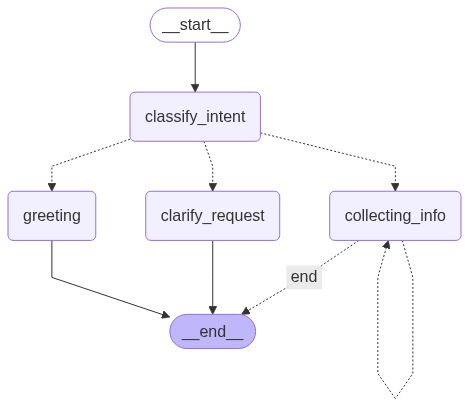 __start__
classify_intent
greeting
clarify_request
collecting_info
end
__end__